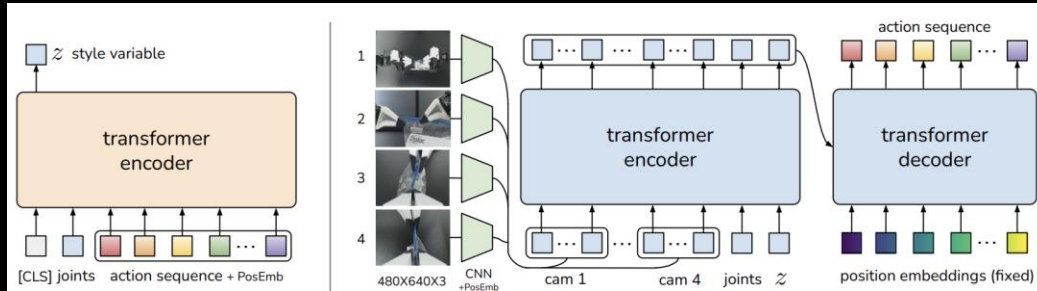 z style variable
transformer
encoder
[CLS] joints action sequence + PosEmb
1
2
3
4
480X640X3
CNN
+PosEmb
transformer
encoder
cam 1
cam 4
joints
z
action sequence
transformer
decoder
position embeddings (fixed)